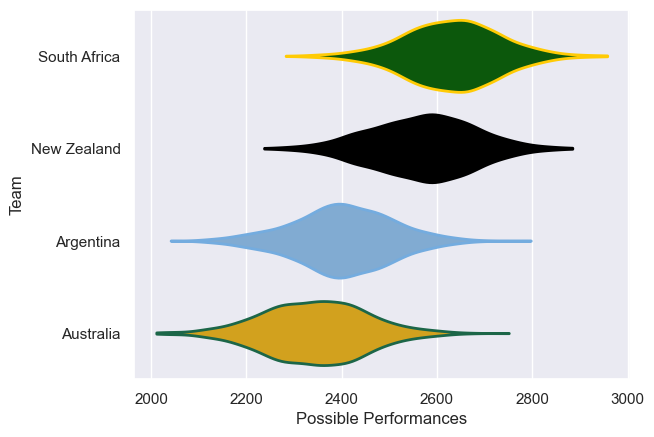 South Africa
New Zealand
Argentina
Australia
Team
2000 2200 2400 2600 2800 3000
Possible Performances